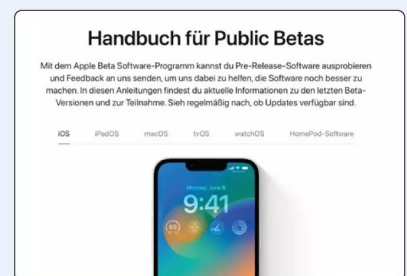 Handbuch für Public Betas
Mit dem Apple Beta Software-Programm kannst du Pre-Release-Software ausprobieren
und Feedback an uns senden, um uns dabei zu helfen, die Software noch besser zu
machen. In diesen Anleitungen findest du aktuelle Informationen zu den letzten Beta-
Versionen und zur Teilnahme. Sieh regelmäßig nach, ob Updates verfügbar sind.
iOS iPadOS macOS tvOS watchOS HomePod-Software
Monday, June 6
9:41